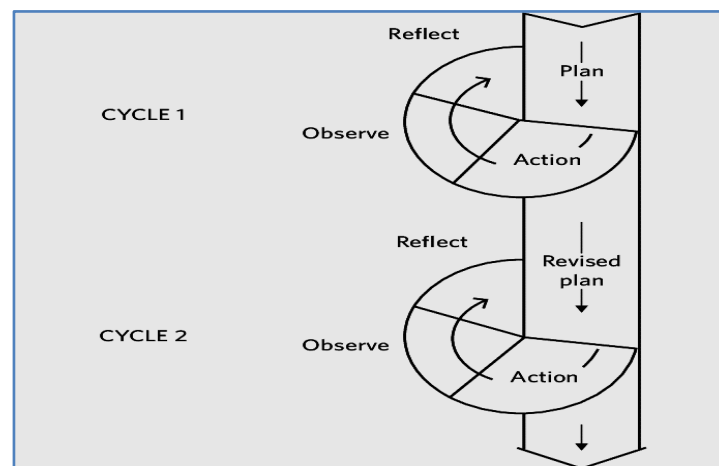 Reflect
Plan
CYCLE 1
Observe
Action
Reflect
Revised
plan
CYCLE 2
Observe
Action